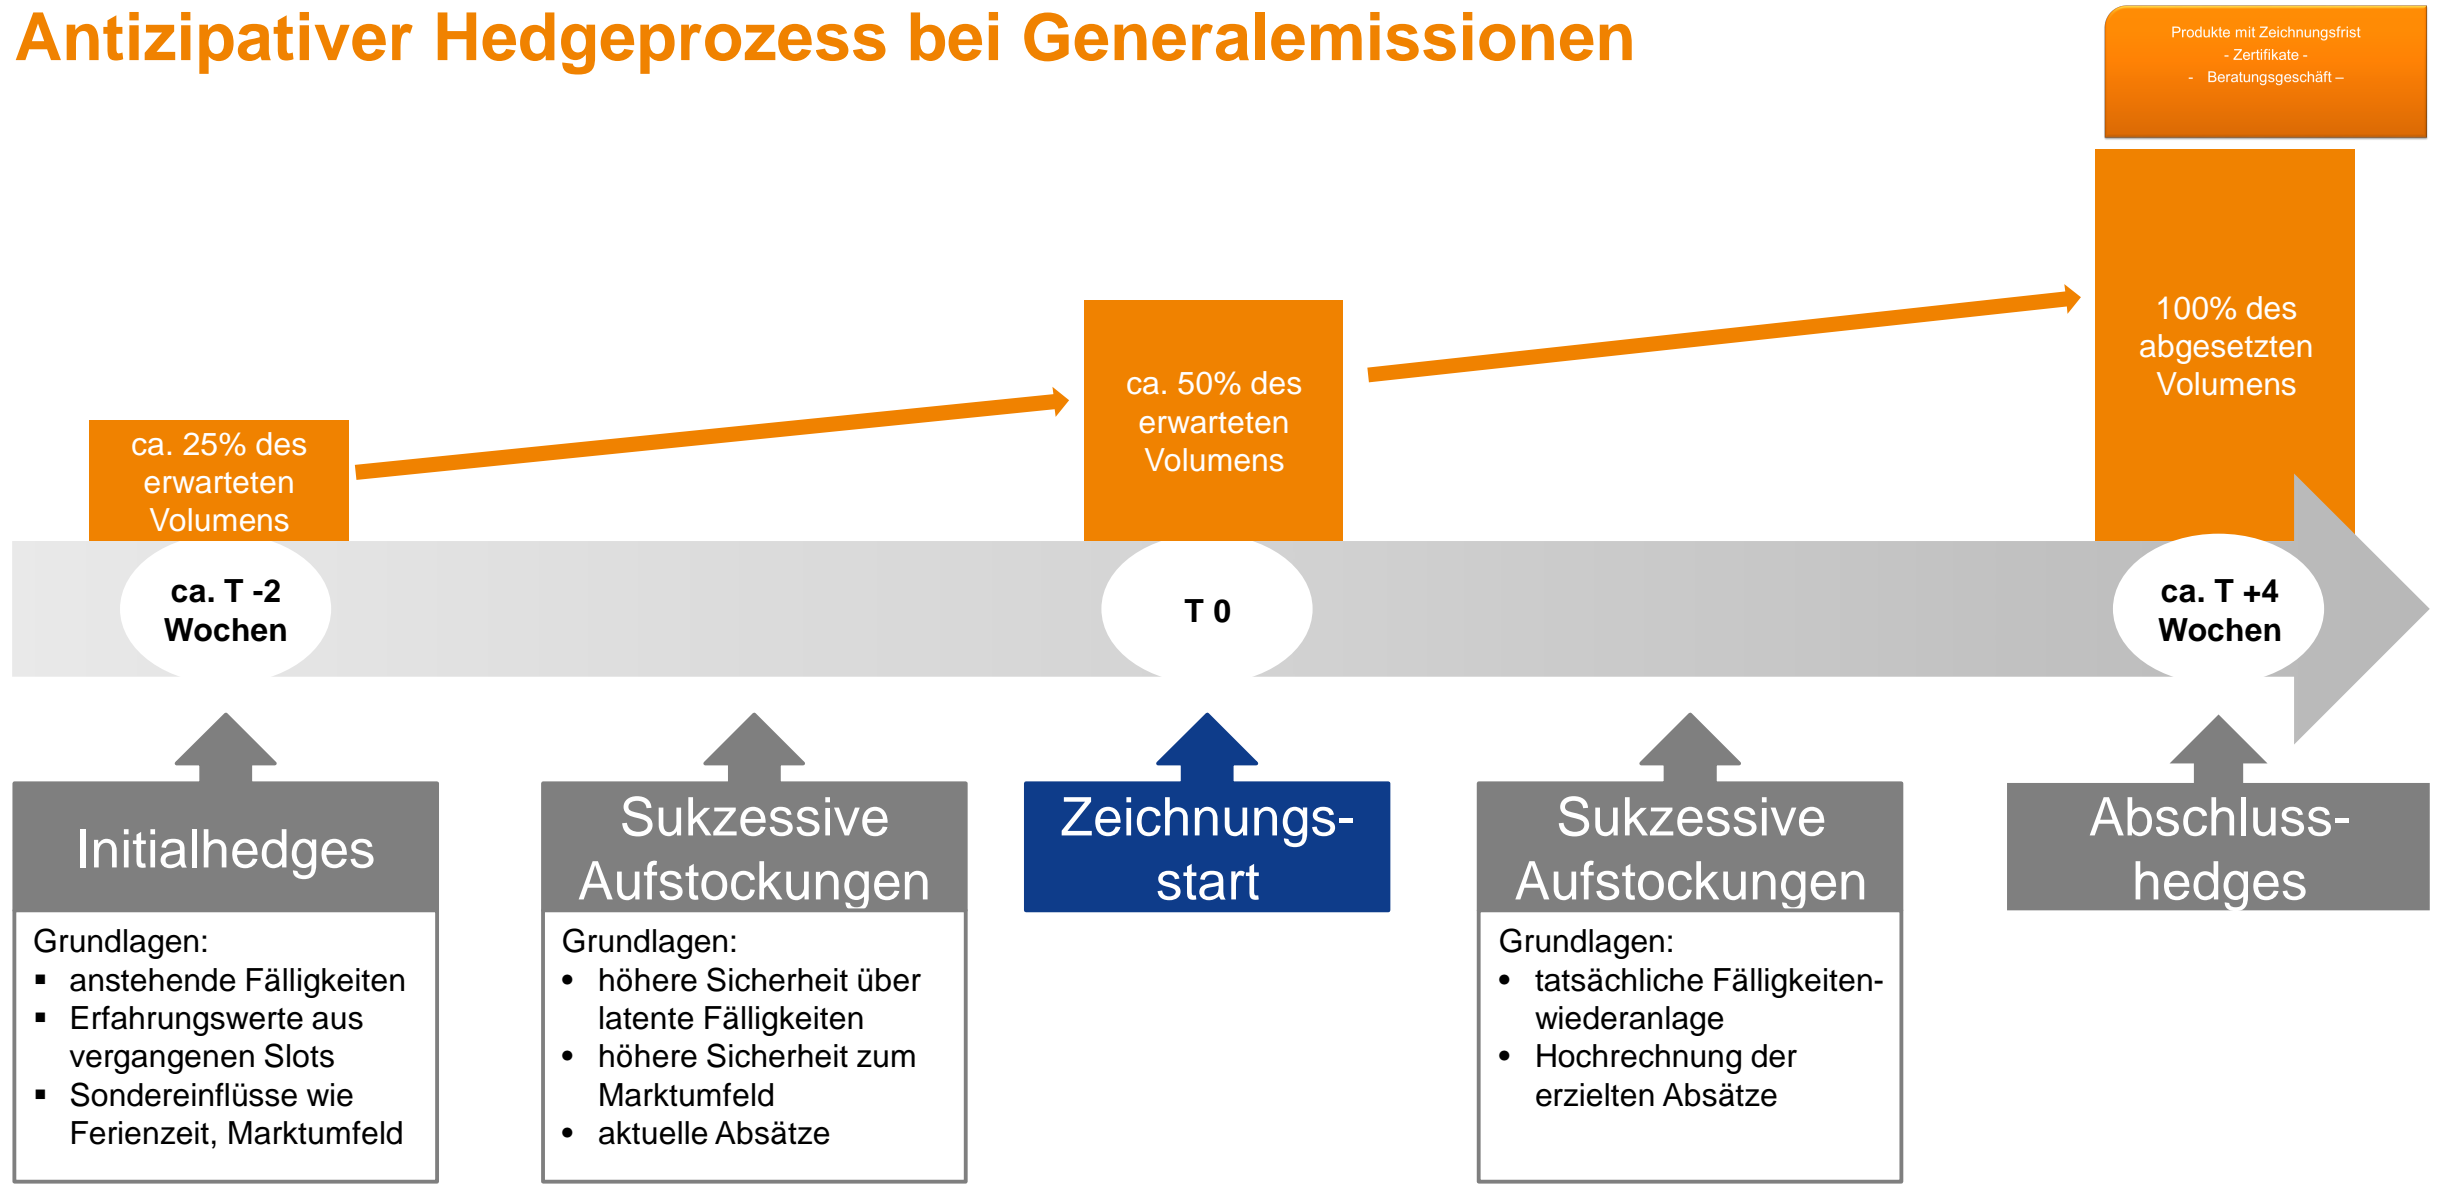 Antizipativer Hedgeprozess bei Generalemissionen
Produkte mit Zeichnungsfrist
- Zertifikate -
- Beratungsgeschäft –
ca. 25% des
erwarteten
Volumens
ca. 50% des
erwarteten
Volumens
100% des
abgesetzten
Volumens
ca. T -2
Wochen
T 0
ca. T +4
Wochen
Initialhedges
Grundlagen:
▪ anstehende Fälligkeiten
▪ Erfahrungswerte aus
vergangenen Slots
▪ Sondereinflüsse wie
Ferienzeit, Marktumfeld
Sukzessive
Aufstockungen
Grundlagen:
• höhere Sicherheit über
latente Fälligkeiten
• höhere Sicherheit zum
Marktumfeld
• aktuelle Absätze
Zeichnungs-
start
Sukzessive
Aufstockungen
Grundlagen:
• tatsächliche Fälligkeiten-
wiederanlage
• Hochrechnung der
erzielten Absätze
Abschluss-
hedges